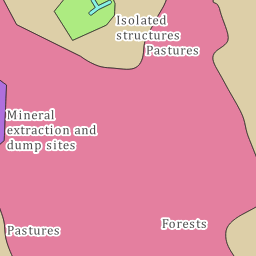 Isolated
structures
Pastures
Mineral
extraction and
dump sites
Forests
Pastures